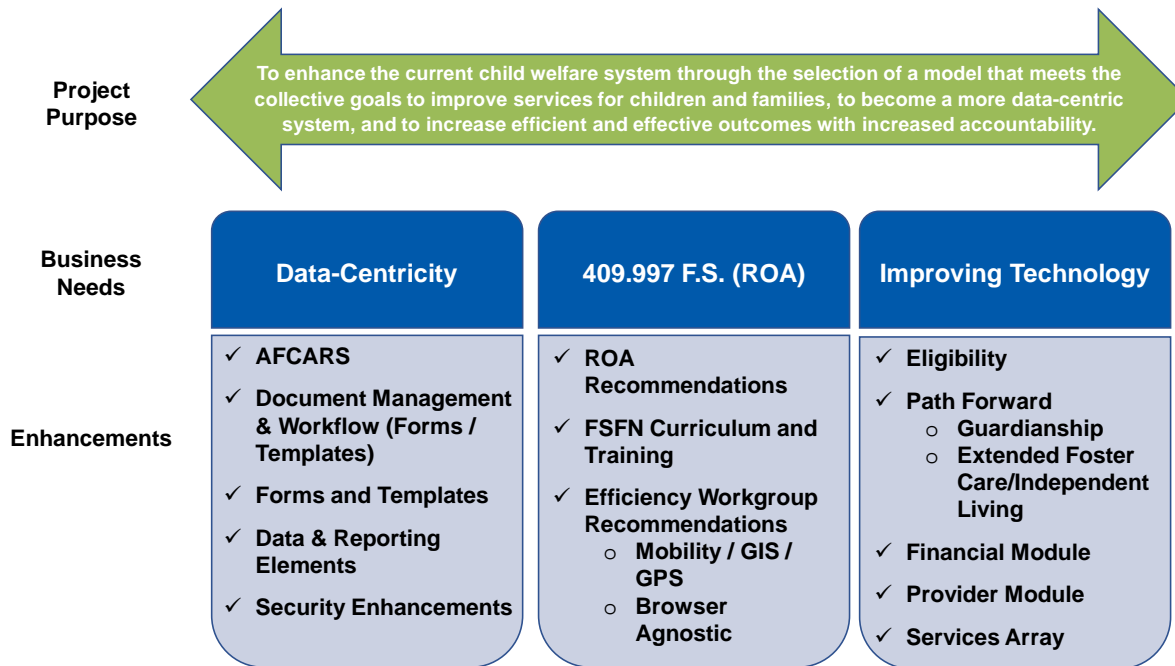 Project
Purpose
To enhance the current child welfare system through the selection of a model that meets the
collective goals to improve services for children and families, to become a more data-centric
system, and to increase efficient and effective outcomes with increased accountability.
Business
Needs
Data-Centricity
409.997 F.S. (ROA)
Improving Technology
Enhancements
✓ AFCARS
✓ Document Management
& Workflow (Forms /
Templates)
✓ Forms and Templates
✓ Data & Reporting
Elements
✓ Security Enhancements
✓ ROA
Recommendations
✓ FSFN Curriculum and
Training
✓ Efficiency Workgroup
Recommendations
o Mobility / GIS /
GPS
o Browser
Agnostic
✓ Eligibility
✓ Path Forward
o Guardianship
o Extended Foster
Care/Independent
Living
✓ Financial Module
✓ Provider Module
✓ Services Array